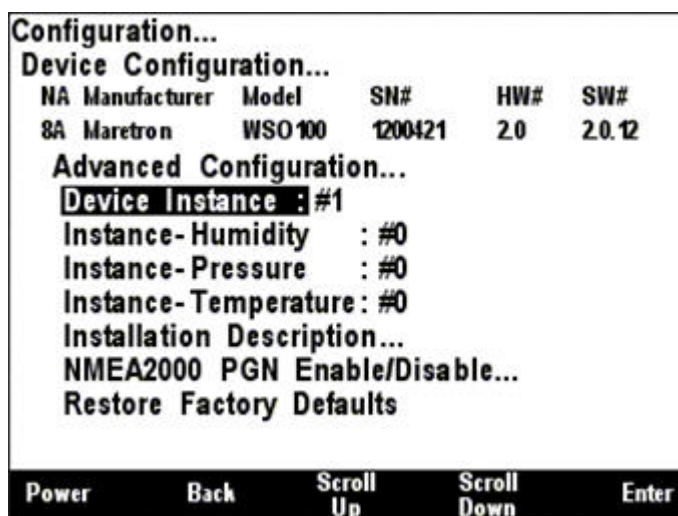 Configuration...
Device Configuration...
NA Manufacturer Model SN# HW# SW#
8A Maretron WSO100 1200421 2.0 2.0.12
Advanced Configuration...
Device Instance : #1
Instance-Humidity : #0
Instance-Pressure : #0
Instance-Temperature: #0
Installation Description...
NMEA2000 PGN Enable/Disable...
Restore Factory Defaults
Power Back Scroll Up Scroll Down Enter